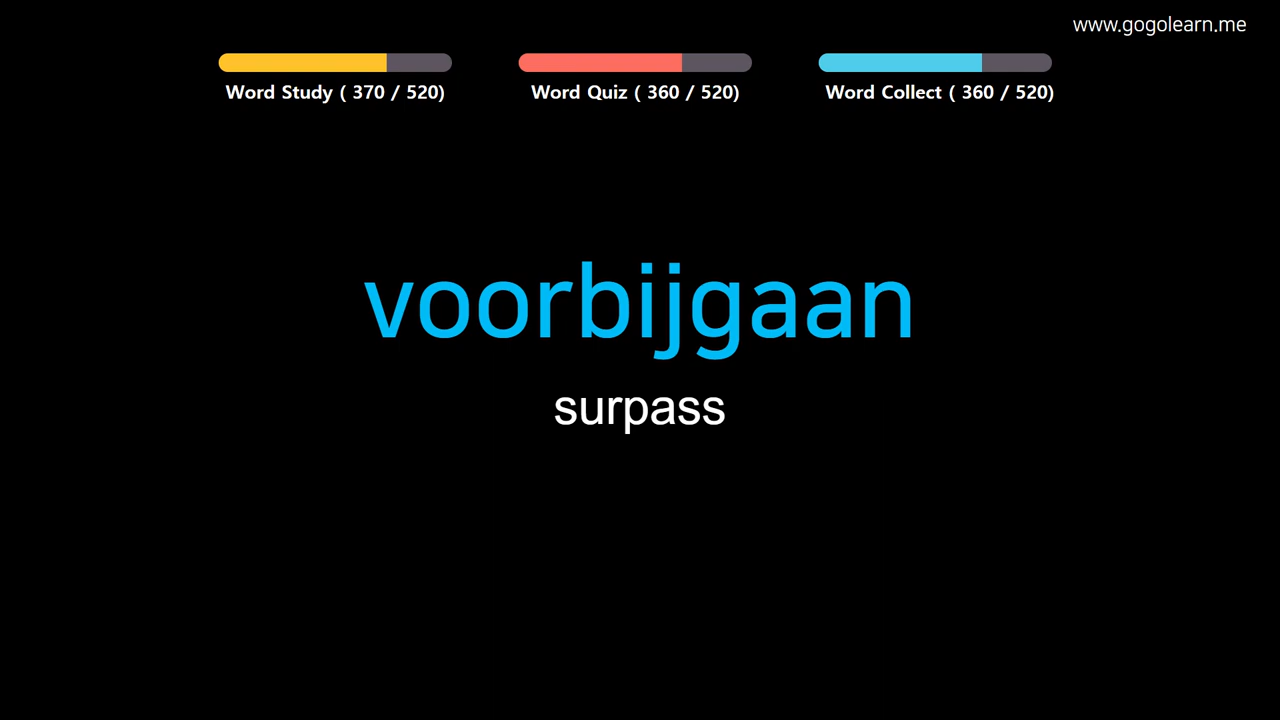 www.gogolearn.me
Word Study ( 370 / 520)
Word Quiz ( 360 / 520)
Word Collect ( 360 / 520)
voorbijgaan
surpass